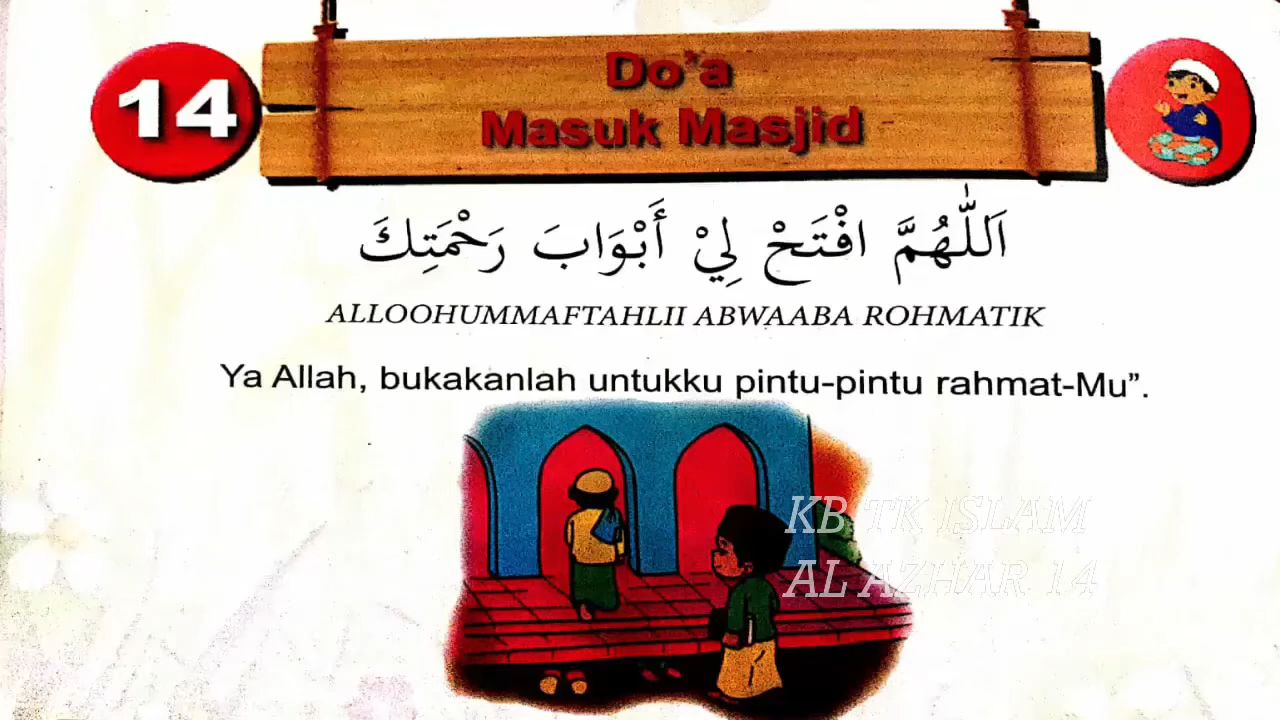 14
Do'a
Masuk Masjid
اَللّٰهُمَّ افْتَحْ لِيْ أَبْوَابَ رَحْمَتِكَ
ALLOOHUMMAFTAHLII ABWAABA ROHMATIK
Ya Allah, bukakanlah untukku pintu-pintu rahmat-Mu”.
KB TK ISLAM
AL AZHAR 14